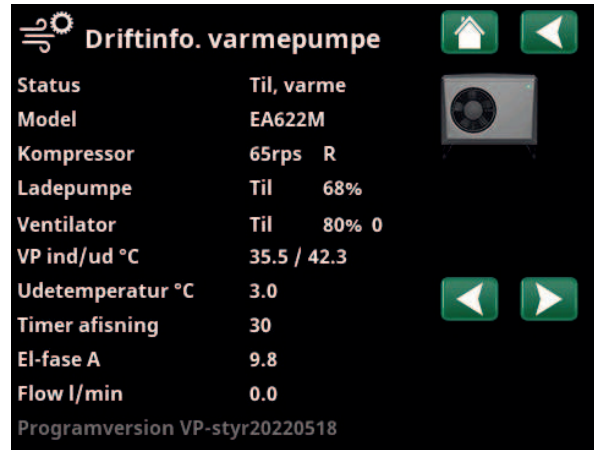 Driftinfo. varmepumpe
Status Til, varme
Model EA622M
Kompressor 65rps R
Ladepumpe Til 68%
Ventilator Til 80% 0
VP ind/ud °C 35.5 / 42.3
Udetemperatur °C 3.0
Timer afisning 30
El-fase A 9.8
Flow l/min 0.0
Programversion VP-styr20220518